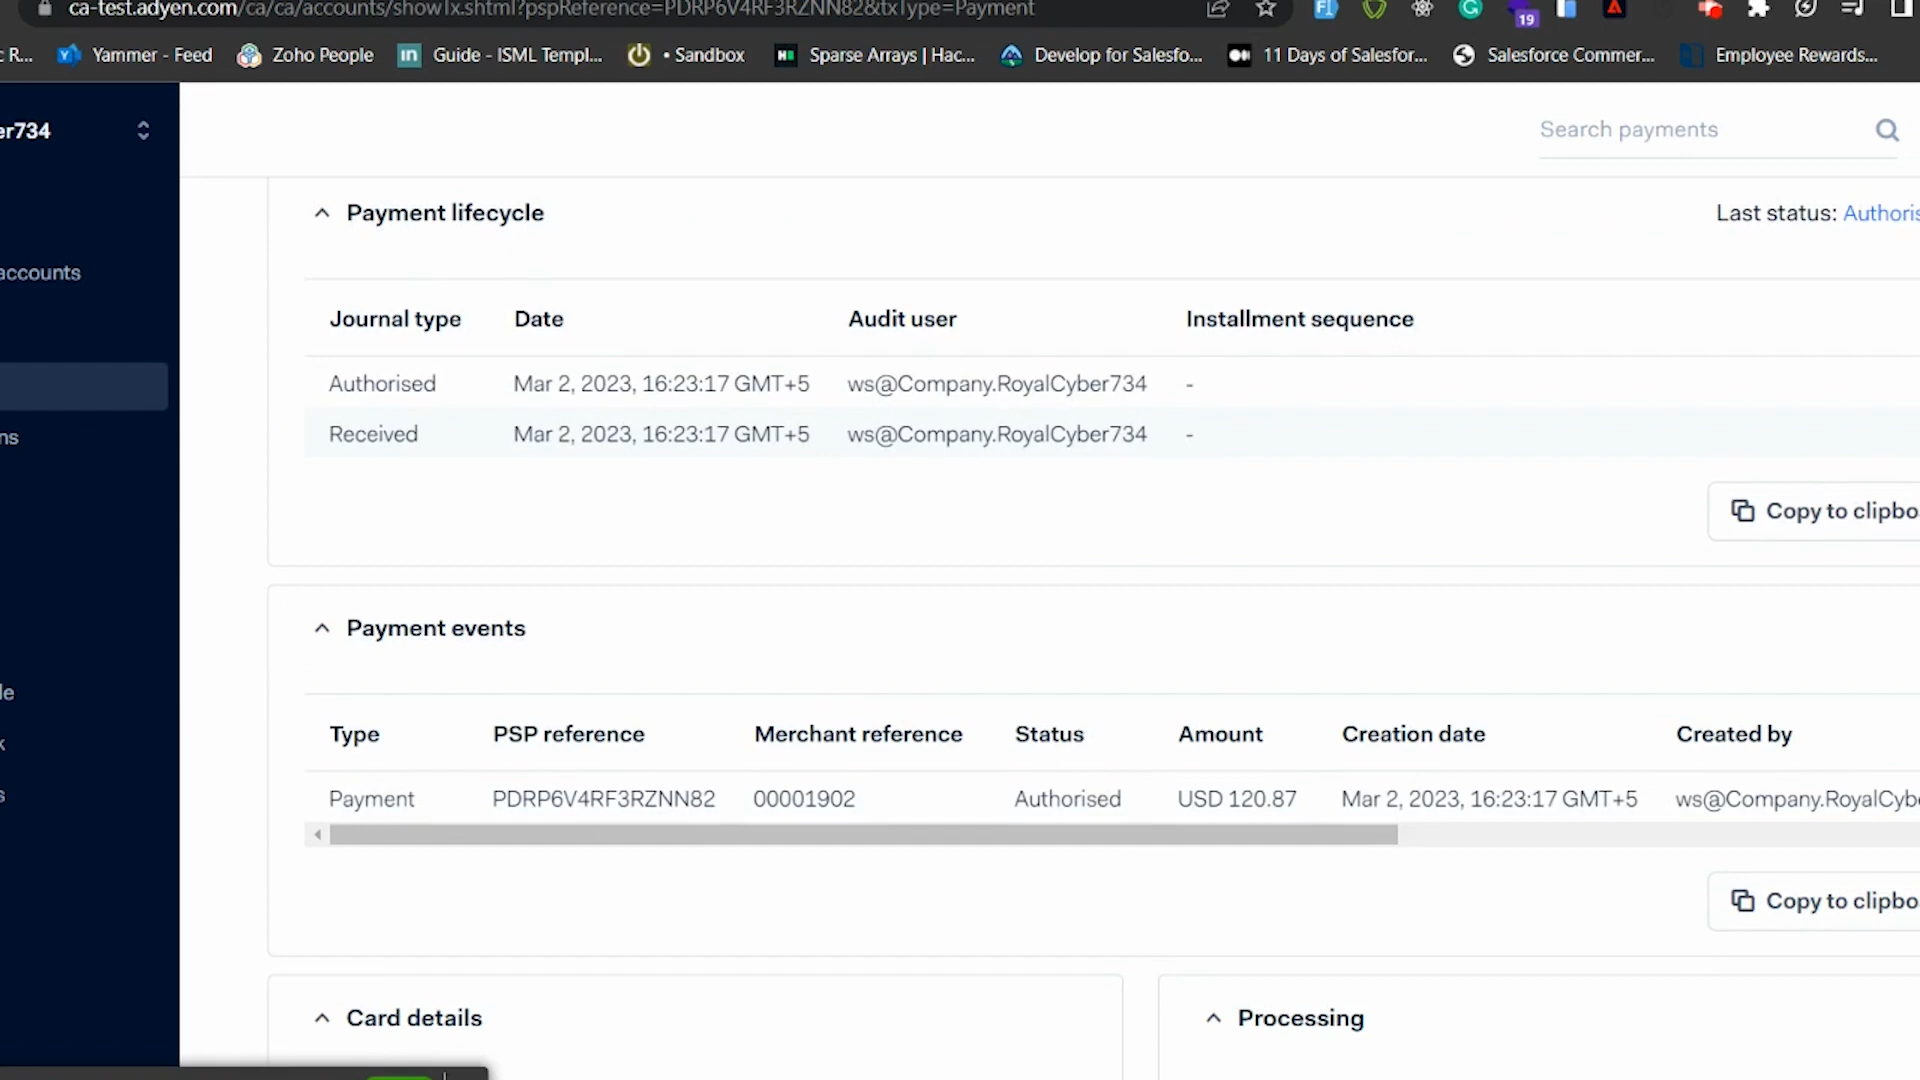 ca-test.adyen.com/ca/ca/accounts/showTx.shtml?pspReference=PDRP6V4RF3RZNN82&txType=Payment
19
c R... Yammer - Feed Zoho People Guide - ISML Templ... • Sandbox Sparse Arrays | Hac... Develop for Salesfo... 11 Days of Salesfor... Salesforce Commer... Employee Rewards...
er734
Search payments
accounts
ns
le
k
s
Payment lifecycle
Last status: Authoris
Journal type Date Audit user Installment sequence
Authorised Mar 2, 2023, 16:23:17 GMT+5 ws@Company.RoyalCyber734 -
Received Mar 2, 2023, 16:23:17 GMT+5 ws@Company.RoyalCyber734 -
Copy to clipbo
Payment events
Type PSP reference Merchant reference Status Amount Creation date Created by
Payment PDRP6V4RF3RZNN82 00001902 Authorised USD 120.87 Mar 2, 2023, 16:23:17 GMT+5 ws@Company.RoyalCyb
Copy to clipbo
Card details
Processing